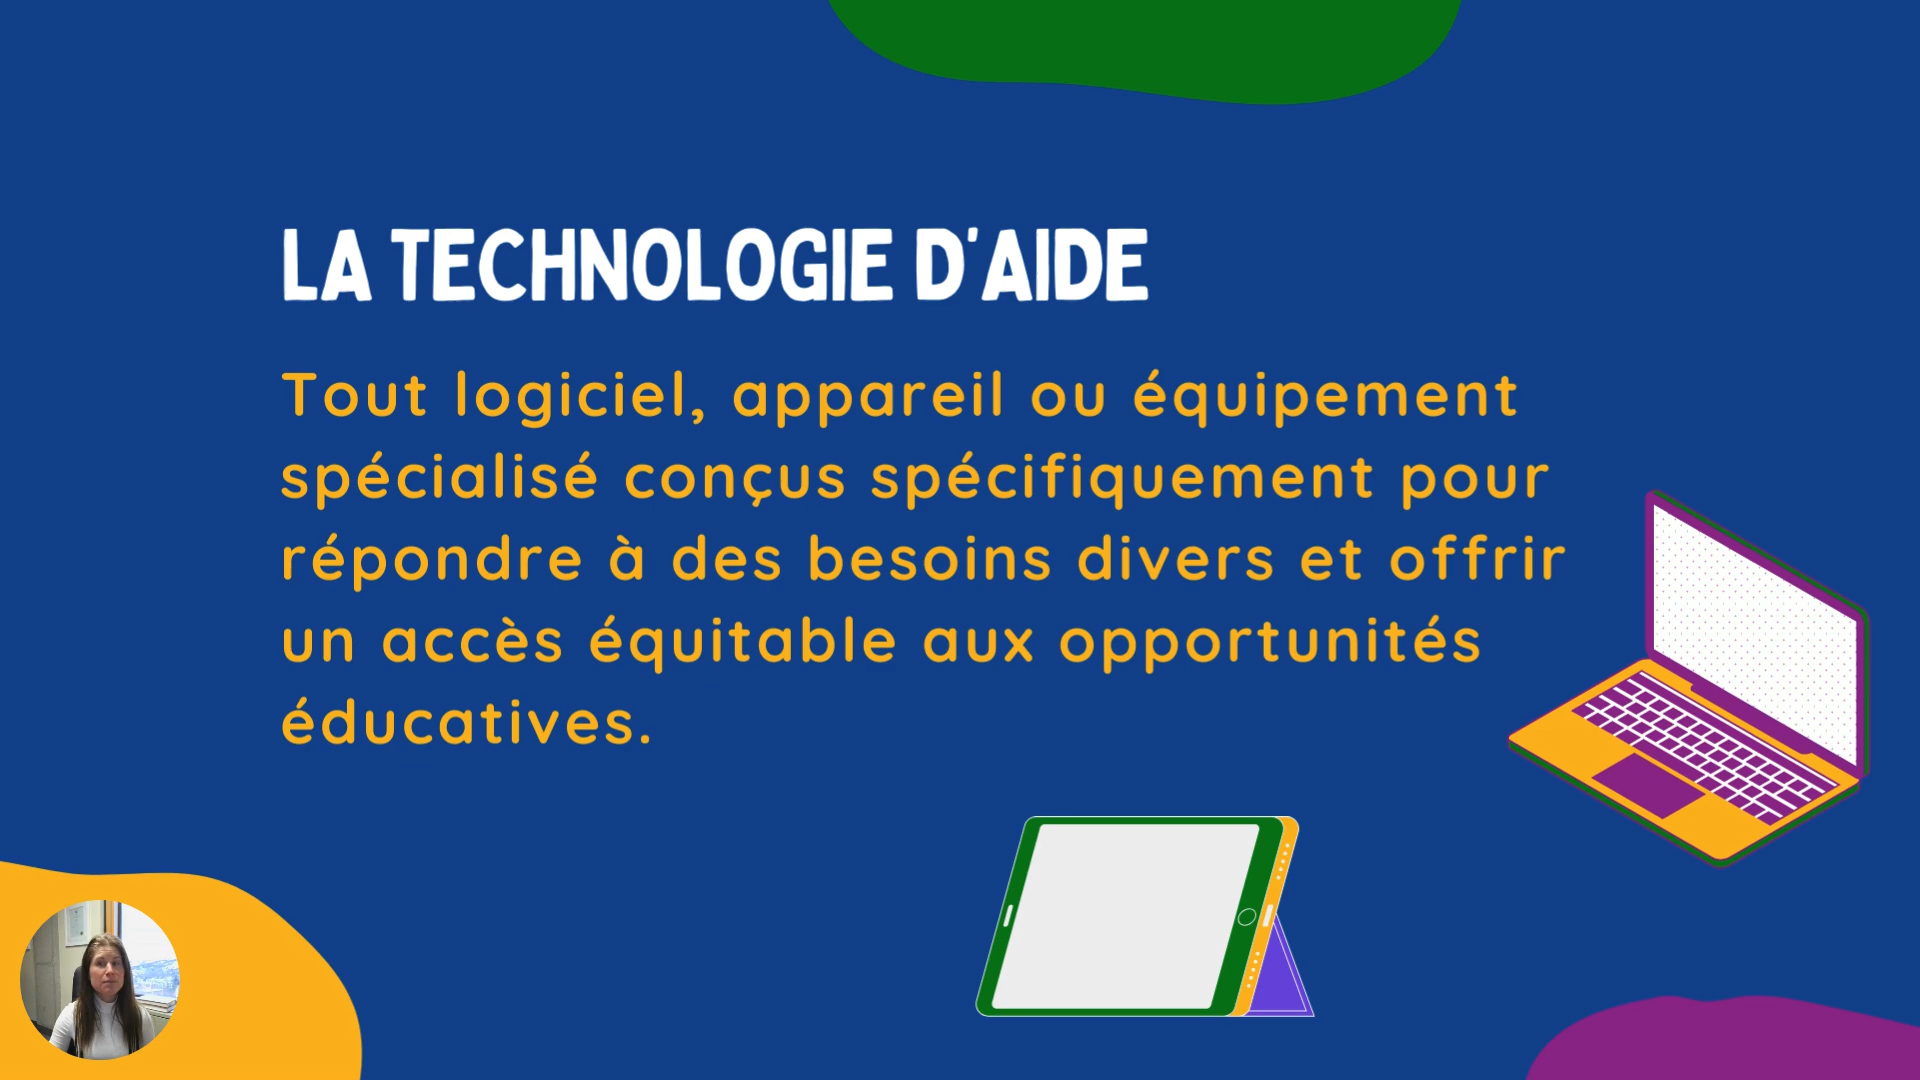 LA TECHNOLOGIE D'AIDE
Tout logiciel, appareil ou équipement
spécialisé conçus spécifiquement pour
répondre à des besoins divers et offrir
un accès équitable aux opportunités
éducatives.